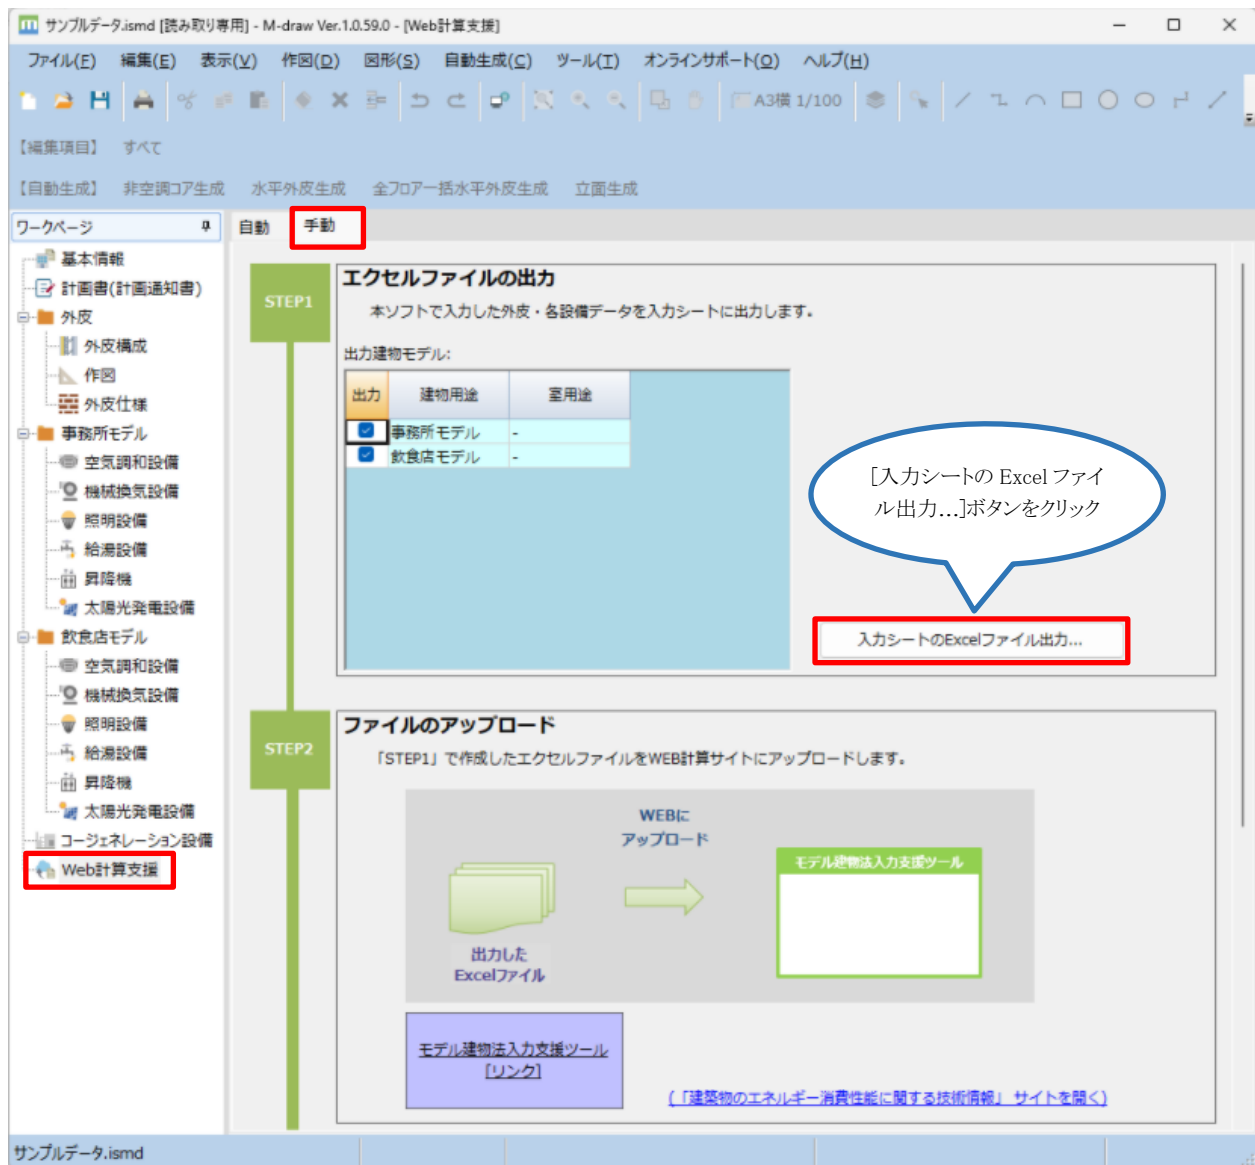 サンプルデータ.ismd [読み取り専用] - M-draw Ver.1.0.59.0 - [Web計算支援]
ファイル(F) 編集(E) 表示(V) 作図(D) 図形(S) 自動生成(C) ツール(T) オンラインサポート(O) ヘルプ(H)
A3横 1/100
【編集項目】 すべて
【自動生成】 非空調コア生成 水平外皮生成 全フロア一括水平外皮生成 立面生成
ワークページ
基本情報
計画書(計画通知書)
外皮
外皮構成
作図
外皮仕様
事務所モデル
空気調和設備
機械換気設備
照明設備
給湯設備
昇降機
太陽光発電設備
飲食店モデル
空気調和設備
機械換気設備
照明設備
給湯設備
昇降機
太陽光発電設備
コージェネレーション設備
Web計算支援
自動 手動
STEP1
エクセルファイルの出力
本ソフトで入力した外皮・各設備データを入力シートに出力します。
出力建物モデル:
出力 建物用途 室用途
事務所モデル -
飲食店モデル -
[入力シートの Excel ファイ
ル出力...]ボタンをクリック
入力シートのExcelファイル出力...
STEP2
ファイルのアップロード
「STEP1」で作成したエクセルファイルをWEB計算サイトにアップロードします。
WEBに
アップロード
モデル建物法入力支援ツール
出力した
Excelファイル
モデル建物法入力支援ツール
[リンク]
(「建築物のエネルギー消費性能に関する技術情報」 サイトを開く)
サンプルデータ.ismd